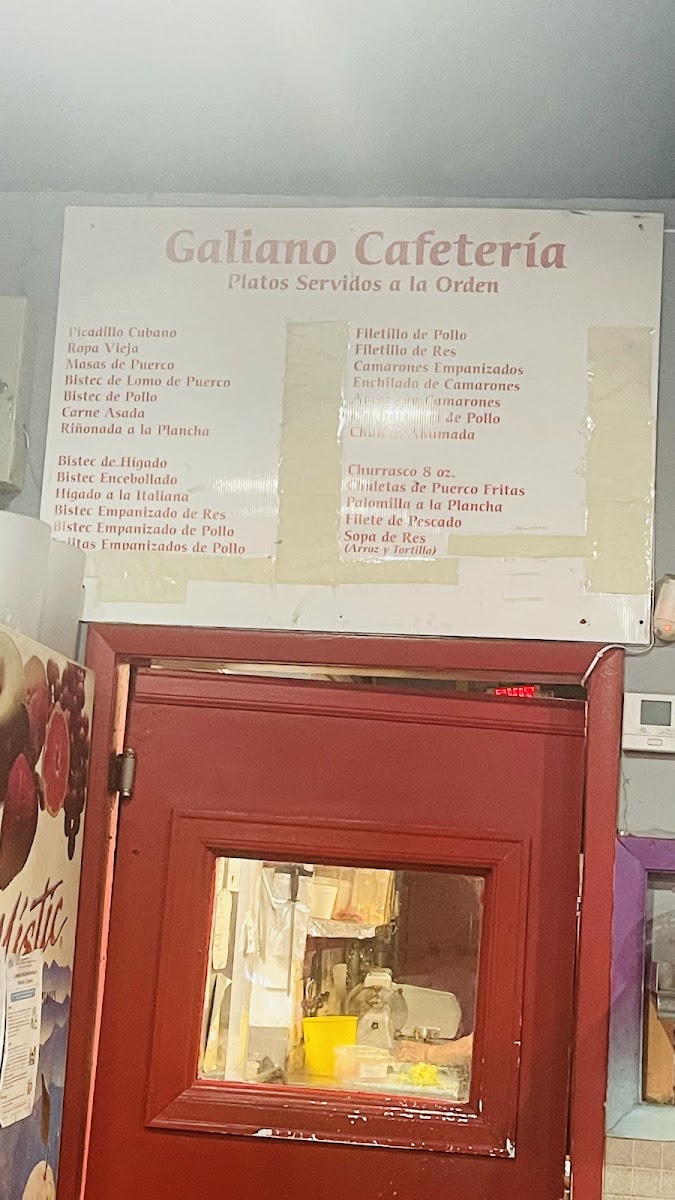 Galiano Cafetería
Platos Servidos a la Orden
Picadillo Cubano
Ropa Vieja
Masas de Puerco
Bistec de Lomo de Puerco
Bistec de Pollo
Carne Asada
Riñonada a la Plancha
Bistec de Hígado
Bistec Encebollado
Hígado a la Italiana
Bistec Empanizado de Res
Bistec Empanizado de Pollo
Empanizados de Pollo
Filetillo de Pollo
Filetillo de Res
Camarones Empanizados
Enchilado de Camarones
Camarones
de Pollo
Ahumada
Churrasco 8 oz.
Chuletas de Puerco Fritas
Palomilla a la Plancha
Filete de Pescado
Sopa de Res
(Arroz y Tortilla)